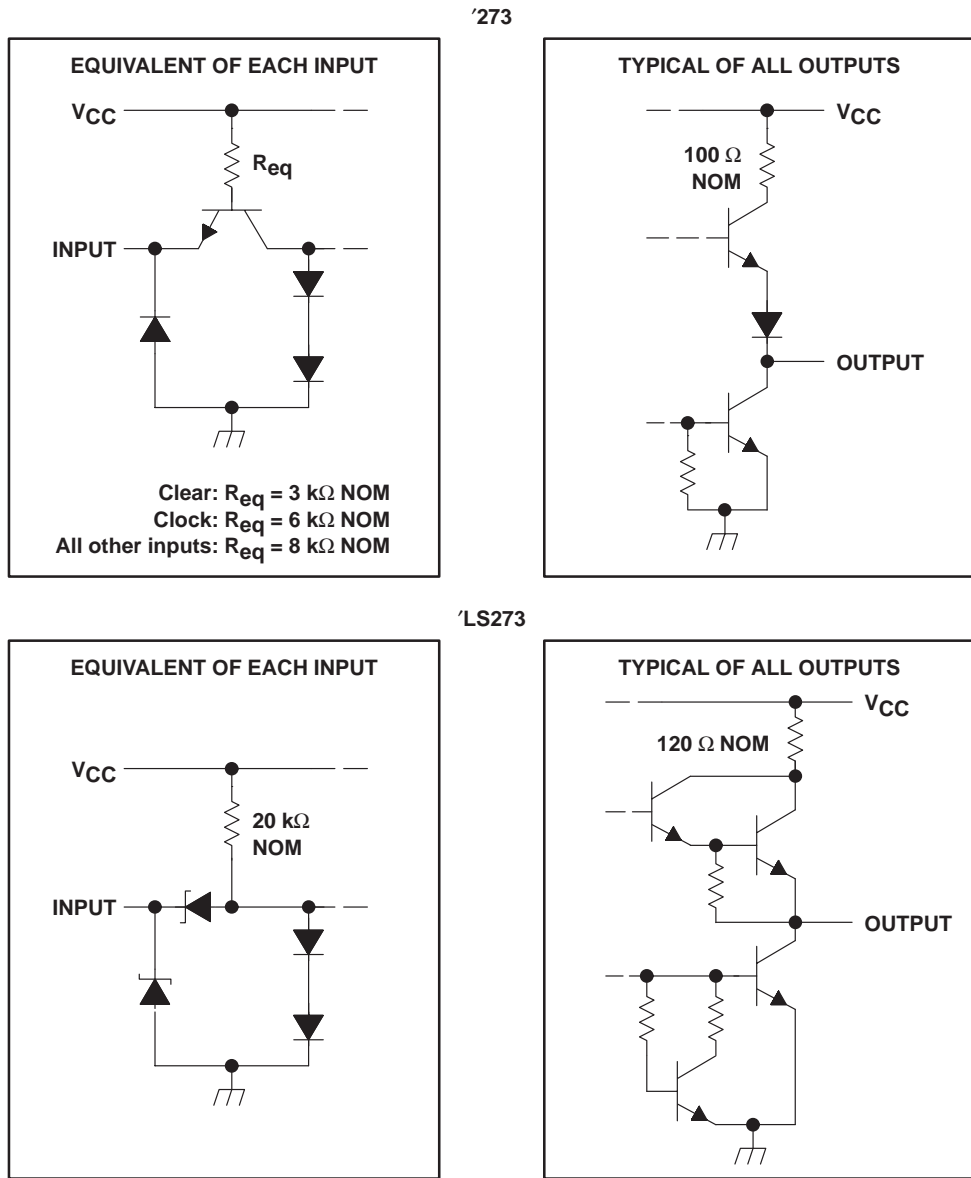 ′273
EQUIVALENT OF EACH INPUT
VCC
Req
INPUT
Clear: Req = 3 kΩ NOM
Clock: Req = 6 kΩ NOM
All other inputs: Req = 8 kΩ NOM
TYPICAL OF ALL OUTPUTS
VCC
100 Ω
NOM
OUTPUT
′LS273
EQUIVALENT OF EACH INPUT
VCC
20 kΩ
NOM
INPUT
TYPICAL OF ALL OUTPUTS
VCC
120 Ω NOM
OUTPUT